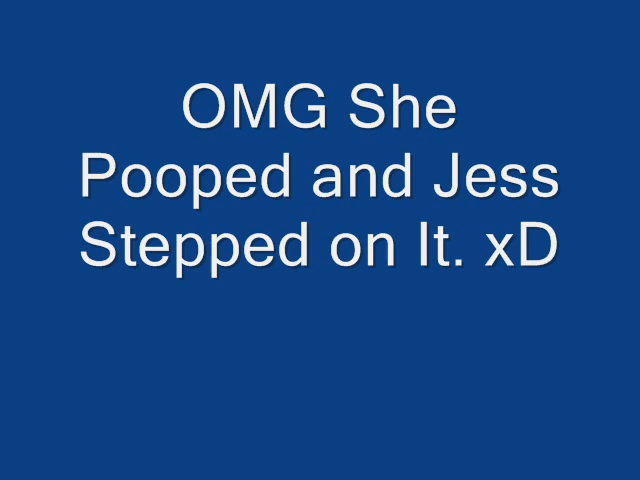 OMG She
Pooped and Jess
Stepped on It. xD